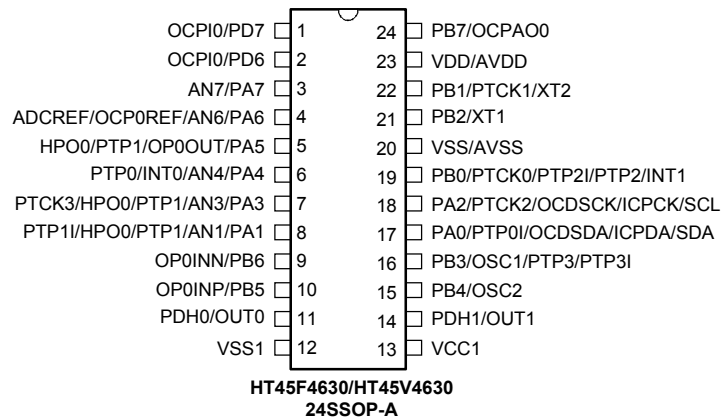 OCPI0/PD7 1 24 PB7/OCPAO0
OCPI0/PD6 2 23 VDD/AVDD
AN7/PA7 3 22 PB1/PTCK1/XT2
ADCREF/OCP0REF/AN6/PA6 4 21 PB2/XT1
HPO0/PTP1/OP0OUT/PA5 5 20 VSS/AVSS
PTP0/INT0/AN4/PA4 6 19 PB0/PTCK0/PTP2I/PTP2/INT1
PTCK3/HPO0/PTP1/AN3/PA3 7 18 PA2/PTCK2/OCDSCK/ICPCK/SCL
PTP1I/HPO0/PTP1/AN1/PA1 8 17 PA0/PTP0I/OCDSDA/ICPDA/SDA
OP0INN/PB6 9 16 PB3/OSC1/PTP3/PTP3I
OP0INP/PB5 10 15 PB4/OSC2
PDH0/OUT0 11 14 PDH1/OUT1
VSS1 12 13 VCC1
HT45F4630/HT45V4630
24SSOP-A